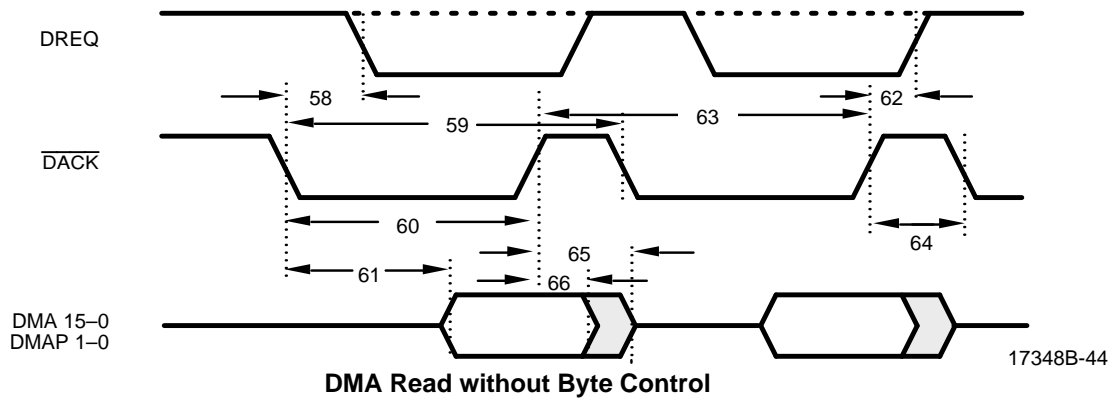 DREQ
58
62
59
63
DACK
60
64
61
65
66
DMA 15–0
DMAP 1–0
17348B-44
DMA Read without Byte Control